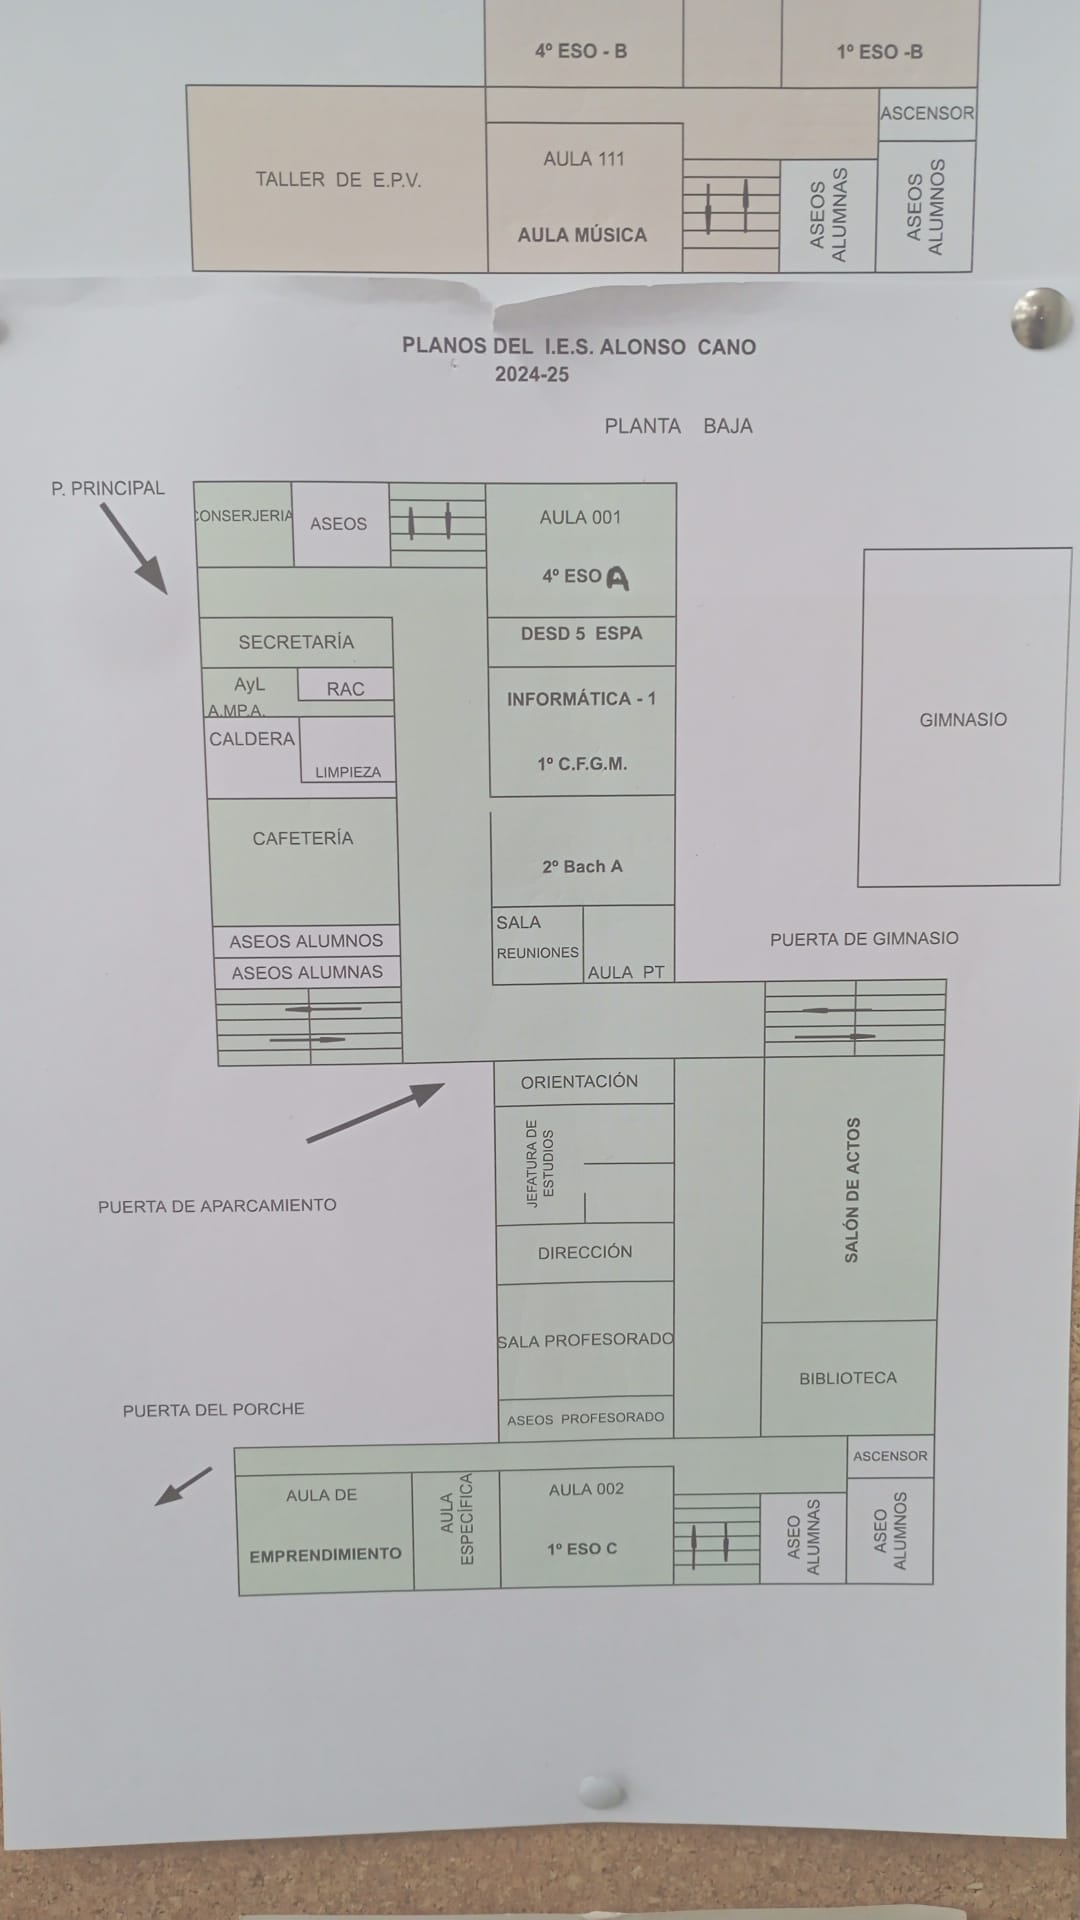 4º ESO - B
1º ESO -B
ASCENSOR
TALLER DE E.P.V.
AULA 111
AULA MÚSICA
ASEOS
ALUMNAS
ASEOS
ALUMNOS
PLANOS DEL I.E.S. ALONSO CANO
2024-25
PLANTA BAJA
P. PRINCIPAL
CONSERJERIA
ASEOS
AULA 001
4º ESO A
SECRETARÍA
DESD 5 ESPA
AyL
RAC
A.MP.A.
INFORMÁTICA - 1
1º C.F.G.M.
CALDERA
LIMPIEZA
GIMNASIO
CAFETERÍA
2º Bach A
SALA
REUNIONES
AULA PT
ASEOS ALUMNOS
ASEOS ALUMNAS
PUERTA DE GIMNASIO
ORIENTACIÓN
JEFATURA DE
ESTUDIOS
SALÓN DE ACTOS
PUERTA DE APARCAMIENTO
DIRECCIÓN
SALA PROFESORADO
BIBLIOTECA
PUERTA DEL PORCHE
ASEOS PROFESORADO
ASCENSOR
AULA DE
EMPRENDIMIENTO
AULA
ESPECÍFICA
AULA 002
1º ESO C
ASEO
ALUMNAS
ASEO
ALUMNOS